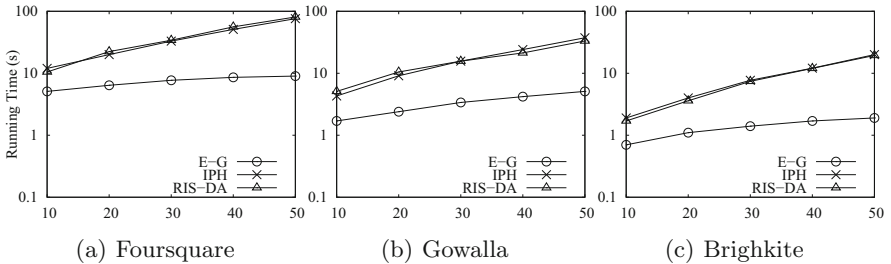 Running Time (s)
100
10
1
0.1
E-G
IPH
RIS-DA
10 20 30 40 50
(a) Foursquare
100
10
1
0.1
E-G
IPH
RIS-DA
10 20 30 40 50
(b) Gowalla
100
10
1
0.1
E-G
IPH
RIS-DA
10 20 30 40 50
(c) Brighkite